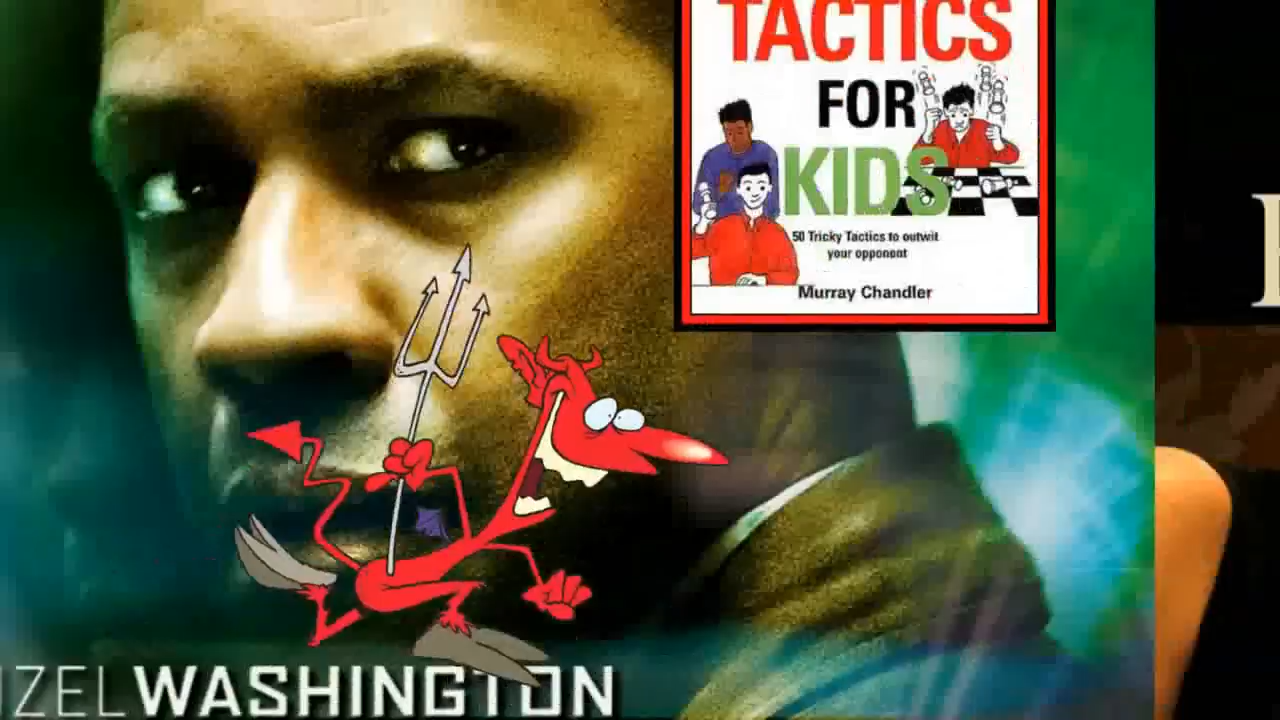 TACTICS
FOR
KIDS
50 Tricky Tactics to outwit
your opponent
Murray Chandler
ZEL WASHINGTON